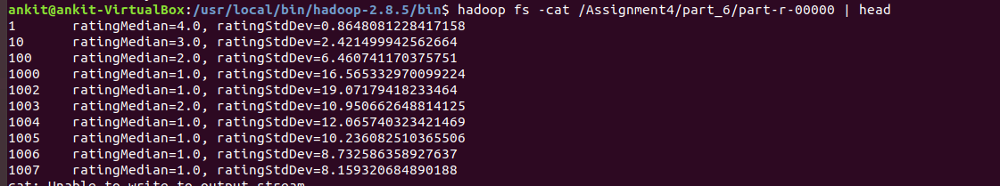 ankit@ankit-VirtualBox:/usr/local/bin/hadoop-2.8.5/bin$ hadoop fs -cat /Assignment4/part_6/part-r-00000 | head
1 ratingMedian=4.0, ratingStdDev=0.8648081228417158
10 ratingMedian=3.0, ratingStdDev=2.421499942562664
100 ratingMedian=2.0, ratingStdDev=6.460741170375751
1000 ratingMedian=1.0, ratingStdDev=16.565332970099224
1002 ratingMedian=1.0, ratingStdDev=19.07179418233464
1003 ratingMedian=2.0, ratingStdDev=10.950662648814125
1004 ratingMedian=1.0, ratingStdDev=12.065740323421469
1005 ratingMedian=1.0, ratingStdDev=10.236082510365506
1006 ratingMedian=1.0, ratingStdDev=8.732586358927637
1007 ratingMedian=1.0, ratingStdDev=8.159320684890188
cat: Unable to write to output stream.